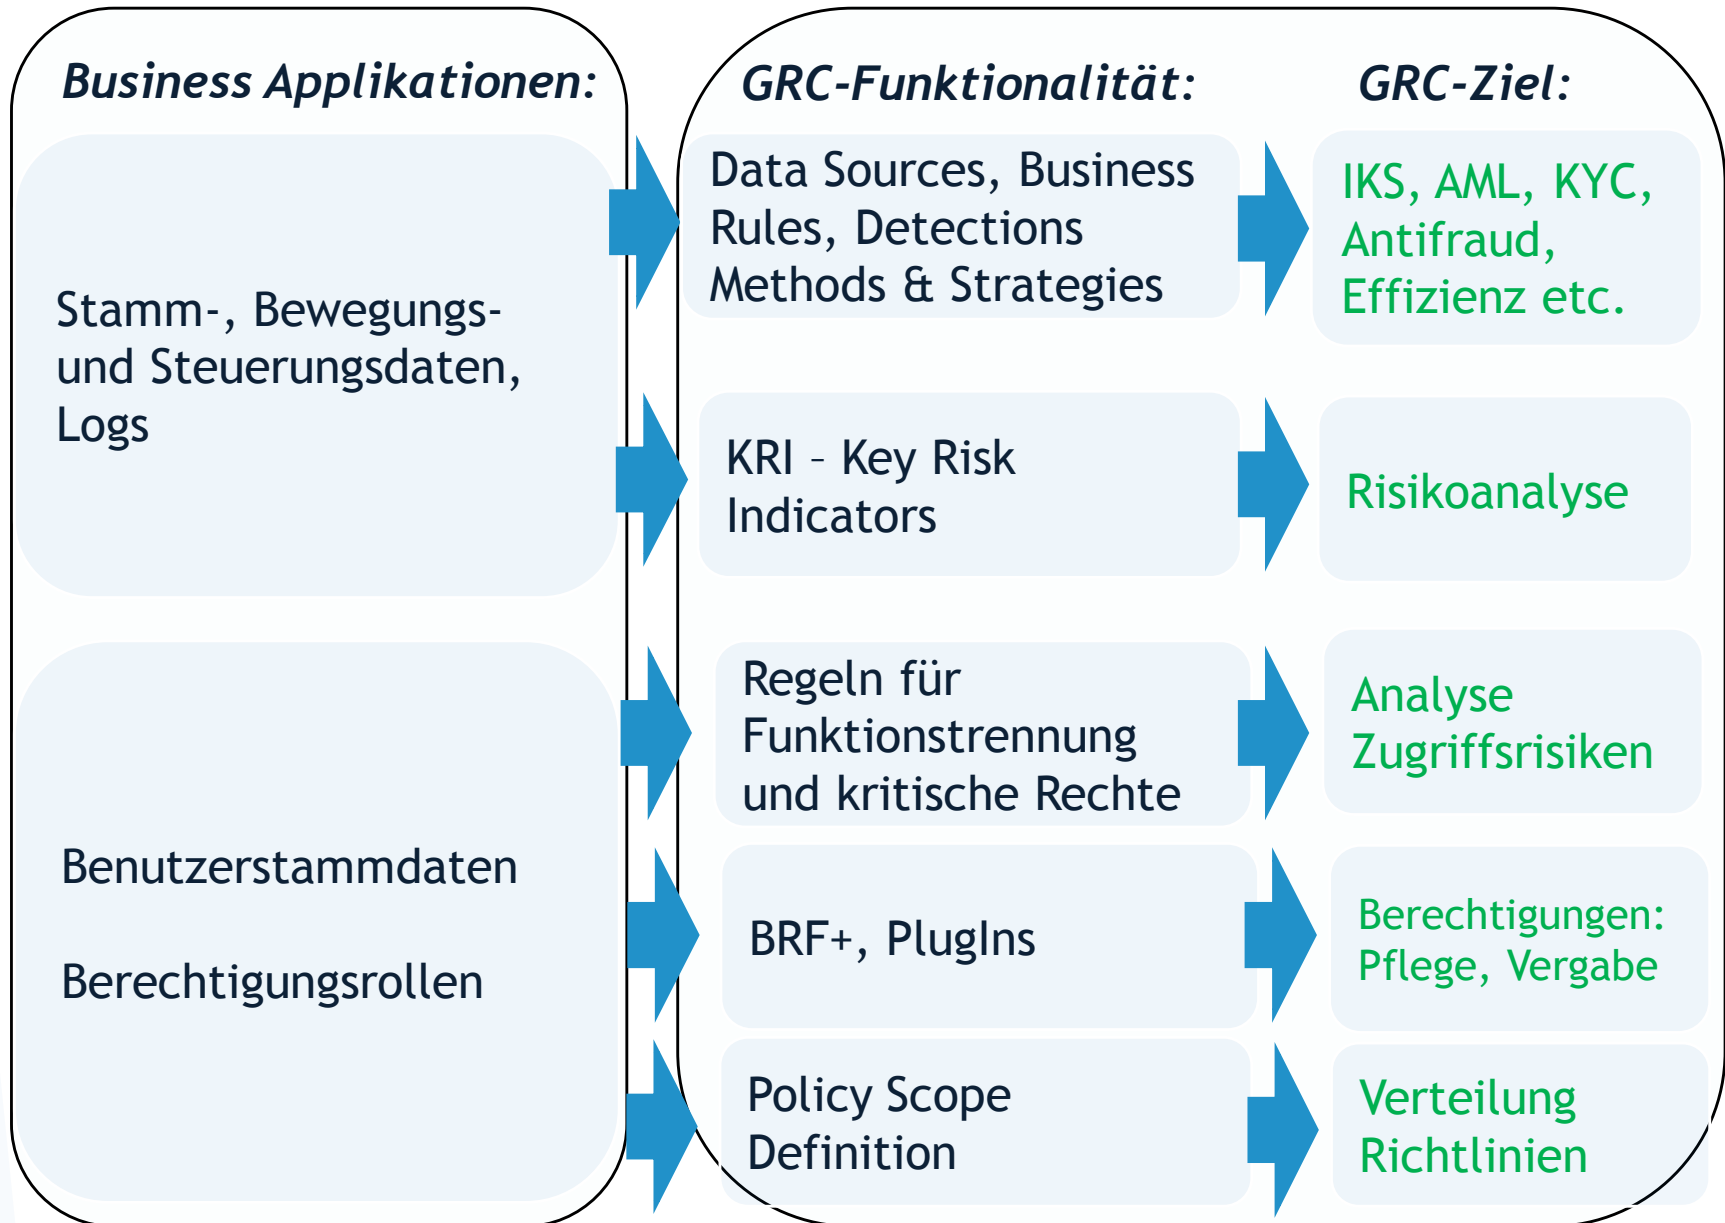 Business Applikationen:
GRC-Funktionalität:
GRC-Ziel:
Stamm-, Bewegungs-
und Steuerungsdaten,
Logs
Data Sources, Business
Rules, Detections
Methods & Strategies
IKS, AML, KYC,
Antifraud,
Effizienz etc.
KRI – Key Risk
Indicators
Risikoanalyse
Benutzerstammdaten
Berechtigungsrollen
Regeln für
Funktionstrennung
und kritische Rechte
Analyse
Zugriffsrisiken
BRF+, PlugIns
Berechtigungen:
Pflege, Vergabe
Policy Scope
Definition
Verteilung
Richtlinien